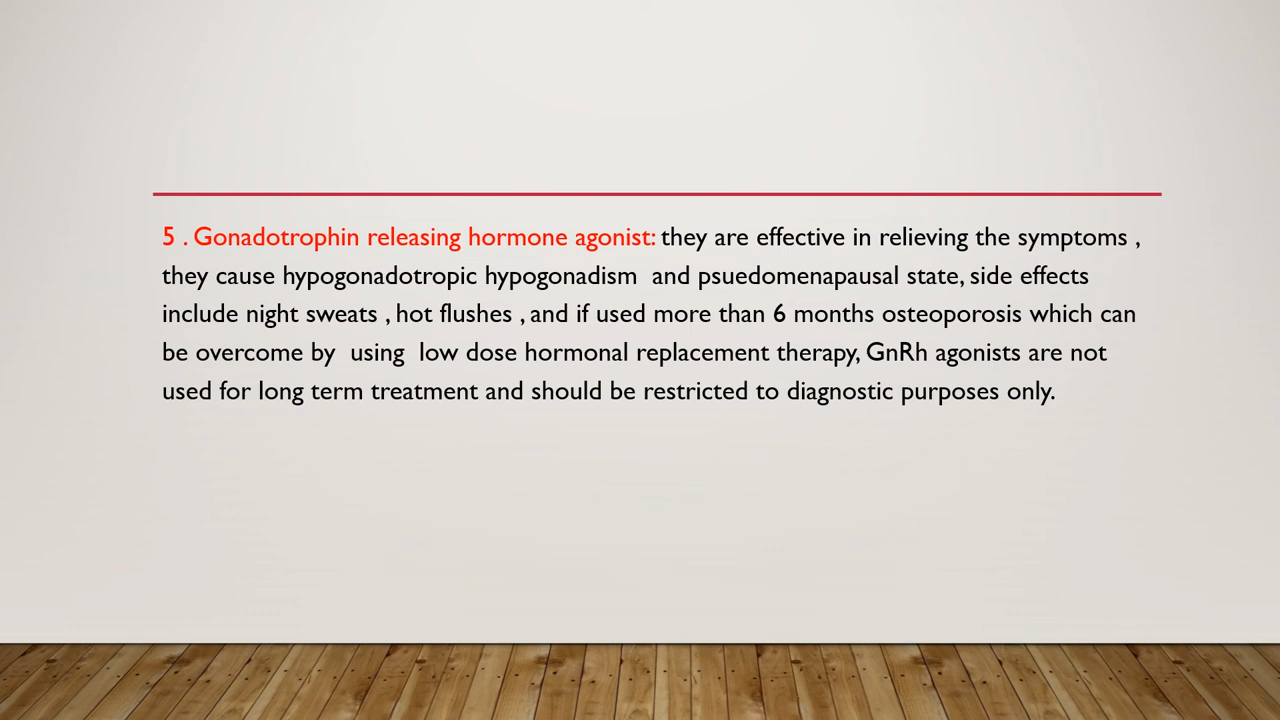 5 . Gonadotrophin releasing hormone agonist: they are effective in relieving the symptoms ,
they cause hypogonadotropic hypogonadism  and psuedomenapausal state, side effects
include night sweats , hot flushes , and if used more than 6 months osteoporosis which can
be overcome by  using  low dose hormonal replacement therapy, GnRh agonists are not
used for long term treatment and should be restricted to diagnostic purposes only.